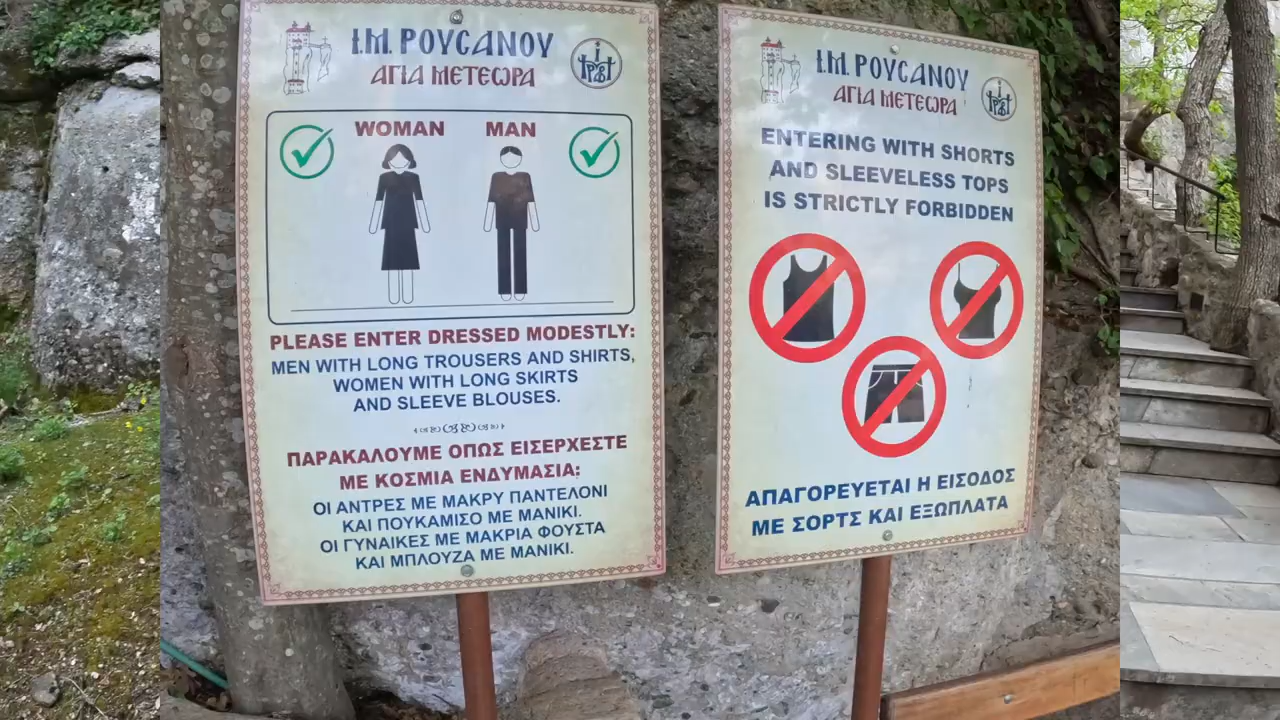 Ι.Μ. ΡΟΥCΑΝΟΥ
ΑΓΙΑ ΜΕΤΕΩΡΑ
WOMAN MAN
PLEASE ENTER DRESSED MODESTLY:
MEN WITH LONG TROUSERS AND SHIRTS,
WOMEN WITH LONG SKIRTS
AND SLEEVE BLOUSES.
ΠΑΡΑΚΑΛΟΥΜΕ ΟΠΩΣ ΕΙΣΕΡΧΕΣΤΕ
ΜΕ ΚΟΣΜΙΑ ΕΝΔΥΜΑΣΙΑ:
ΟΙ ΑΝΤΡΕΣ ΜΕ ΜΑΚΡΥ ΠΑΝΤΕΛΟΝΙ
ΚΑΙ ΠΟΥΚΑΜΙΣΟ ΜΕ ΜΑΝΙΚΙ.
ΟΙ ΓΥΝΑΙΚΕΣ ΜΕ ΜΑΚΡΙΑ ΦΟΥΣΤΑ
ΚΑΙ ΜΠΛΟΥΖΑ ΜΕ ΜΑΝΙΚΙ.
Ι.Μ. ΡΟΥCΑΝΟΥ
ΑΓΙΑ ΜΕΤΕΩΡΑ
ENTERING WITH SHORTS
AND SLEEVELESS TOPS
IS STRICTLY FORBIDDEN
ΑΠΑΓΟΡΕΥΕΤΑΙ Η ΕΙΣΟΔΟΣ
ΜΕ ΣΟΡΤΣ ΚΑΙ ΕΞΩΠΛΑΤΑ